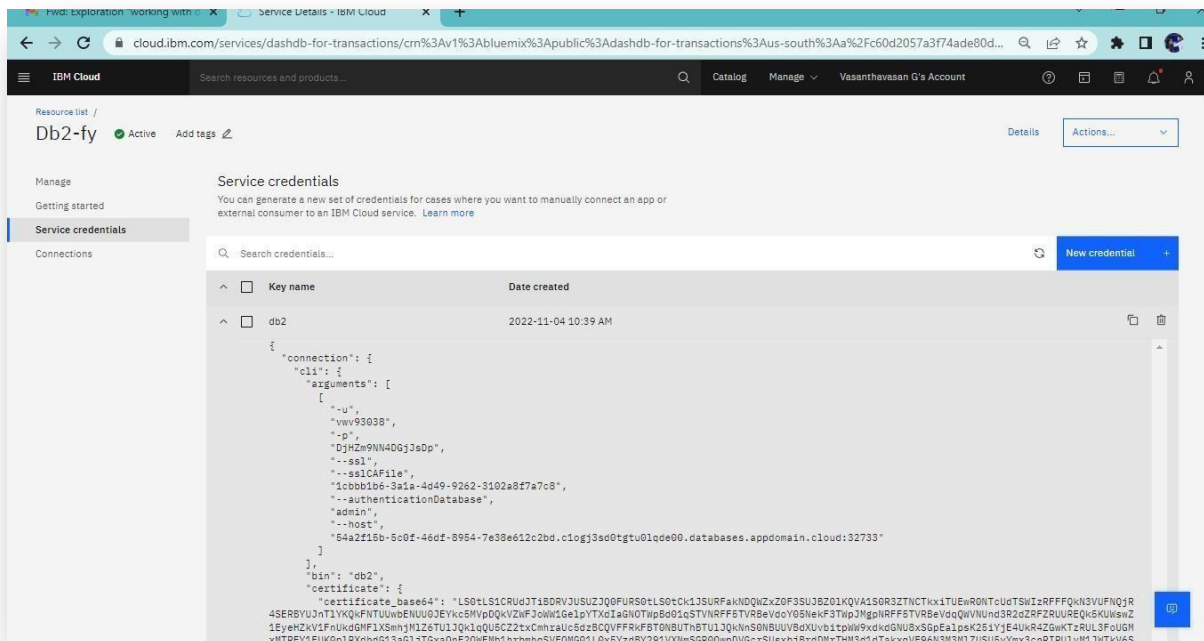 Fwd: Exploration "working with
Service Details - IBM Cloud
cloud.ibm.com/services/dashdb-for-transactions/crn%3Av1%3Abluemix%3Apublic%3Adashdb-for-transactions%3Aus-south%3Aa%2Fc60d2057a3f74ade80d...
IBM Cloud
Search resources and products...
Catalog Manage Vasanthavasan G's Account
Resource list /
Db2-fy Active Add tags
Details Actions...
Manage
Getting started
Service credentials
Connections
Service credentials
You can generate a new set of credentials for cases where you want to manually connect an app or
external consumer to an IBM Cloud service. Learn more
Search credentials...
New credential +
Key name Date created
db2 2022-11-04 10:39 AM
{
"connection": {
"cli": {
"arguments": [
[
"-u",
"vwv93038",
"-p",
"DjHZm9NN4DGjJsDp",
"--ssl",
"--sslCAFile",
"1cbbb1b6-3a1a-4d49-9262-3102a8f7a7c8",
"--authenticationDatabase",
"admin",
"--host",
"54a2f15b-5c0f-46df-8954-7e38e612c2bd.c1ogj3sd0tgtu0lqde00.databases.appdomain.cloud:32733"
]
],
"bin": "db2",
"certificate": {
"certificate_base64":